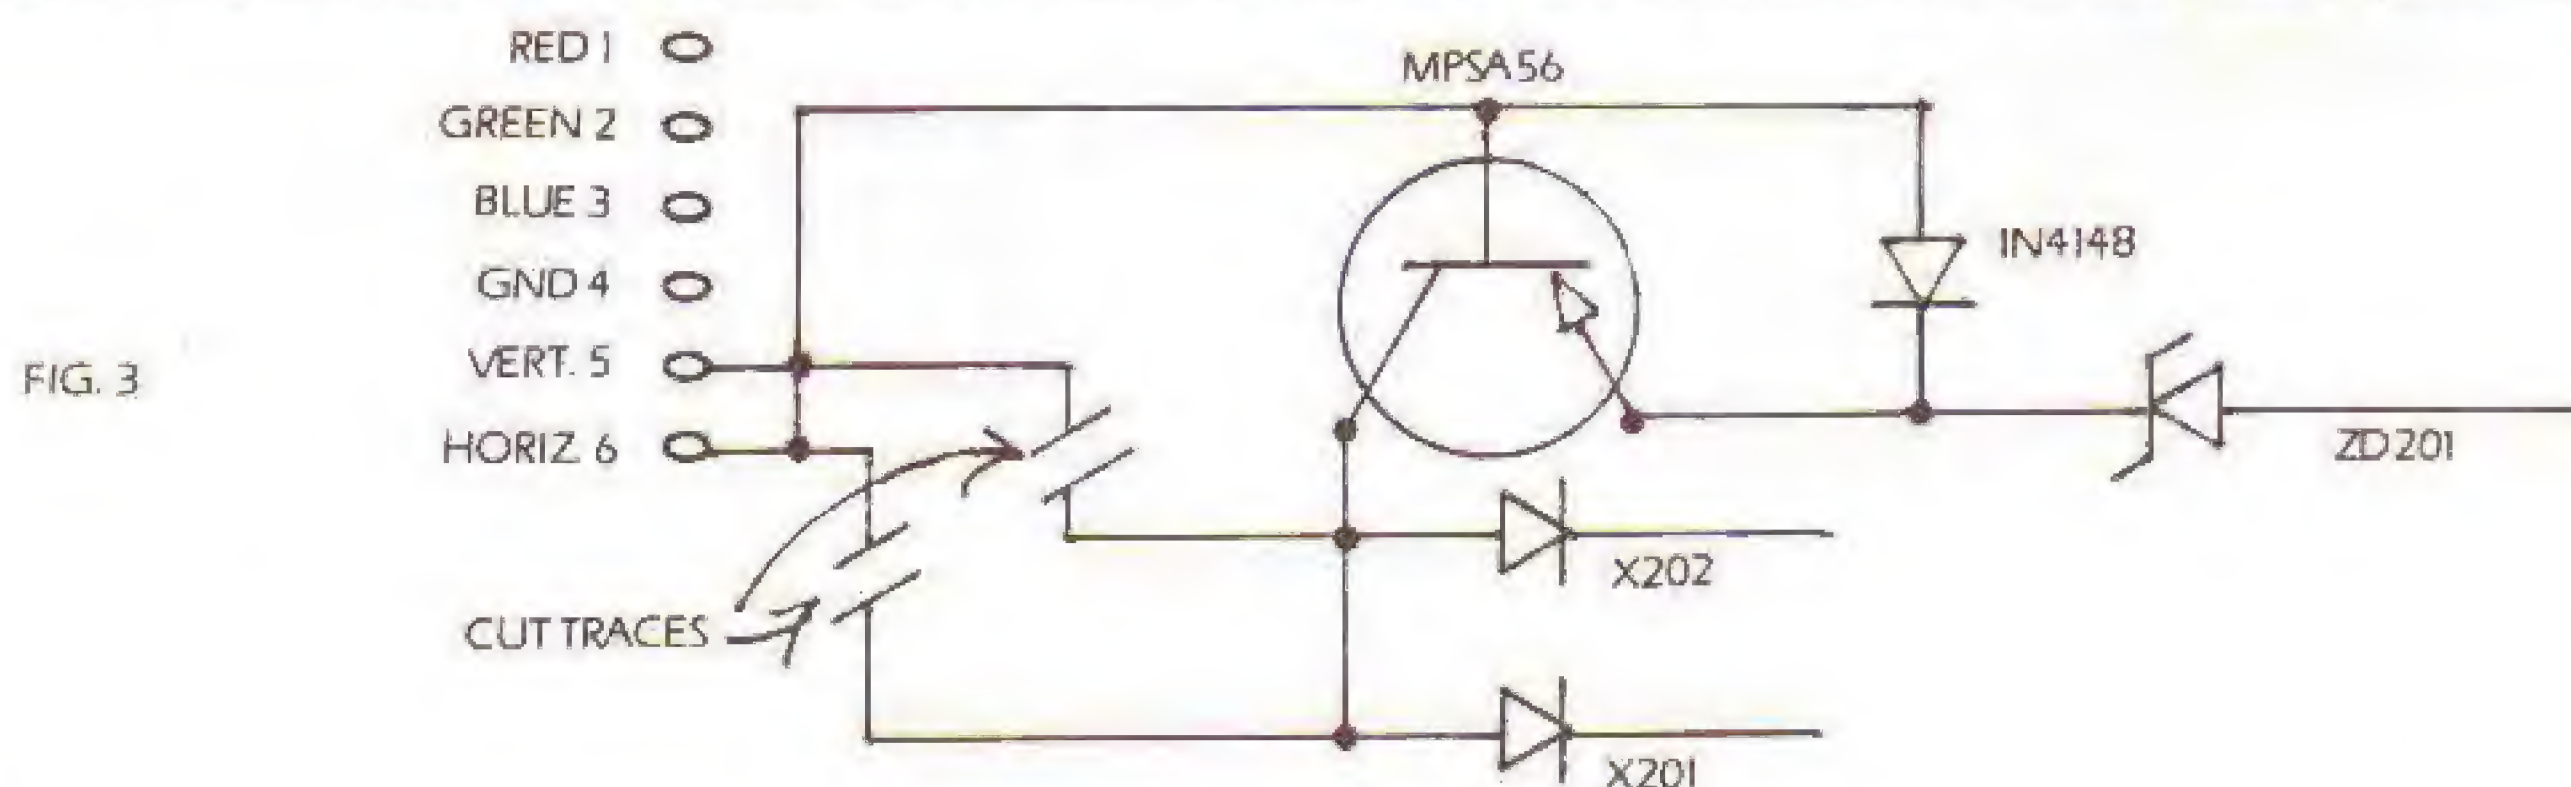 RED 1
MPSA56
GREEN 2
BLUE 3
IN4148
GND 4
VERT. 5
FIG. 3
HORIZ 6
ZD201
X202
CUT TRACES
X201